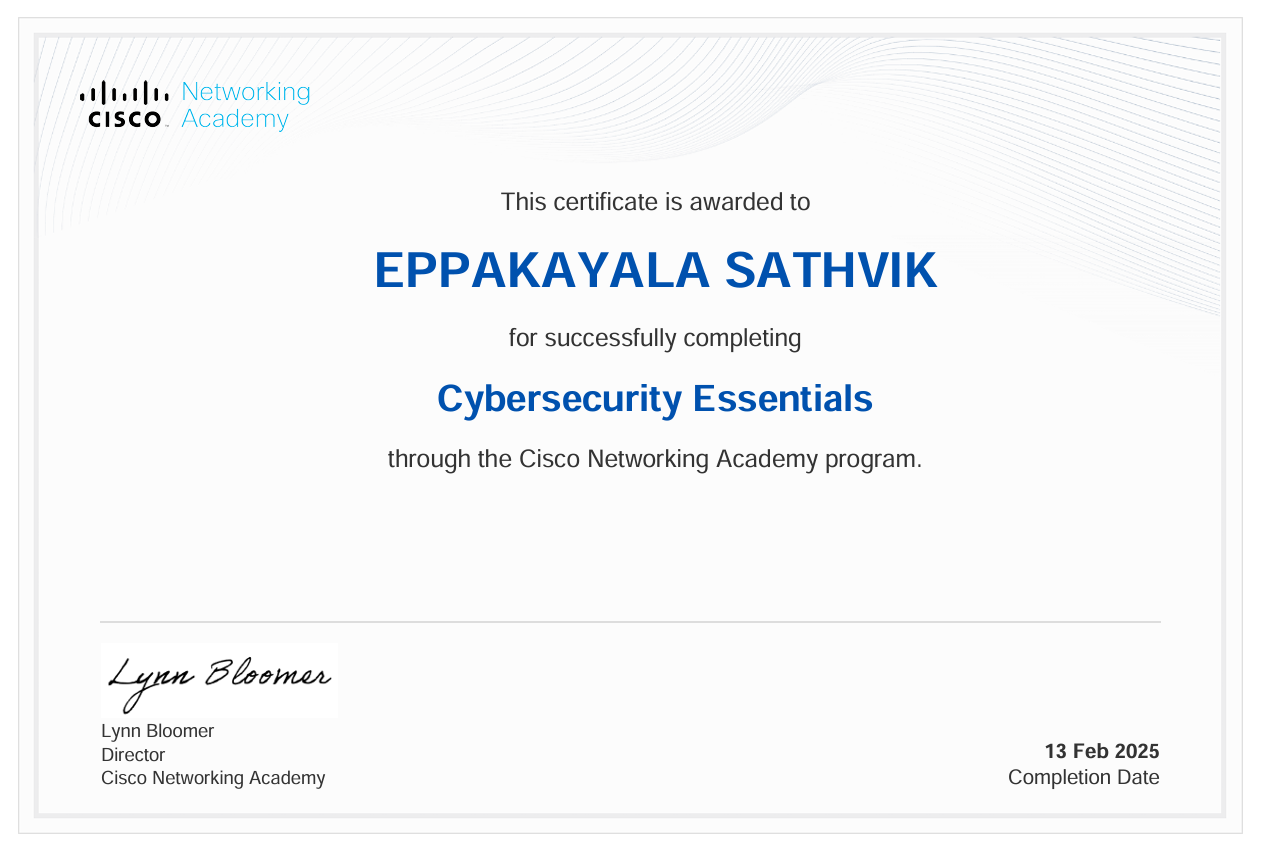 Networking
Academy
CISCO
This certificate is awarded to
EPPAKAYALA SATHVIK
for successfully completing
Cybersecurity Essentials
through the Cisco Networking Academy program.
Lynn Bloomer
Lynn Bloomer
Director
Cisco Networking Academy
13 Feb 2025
Completion Date